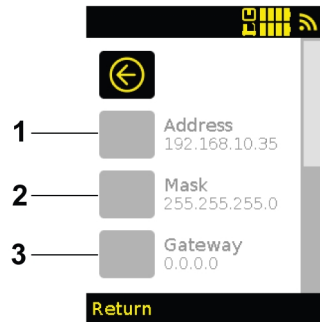 1
Address
192.168.10.35
2
Mask
255.255.255.0
3
Gateway
0.0.0.0
Return